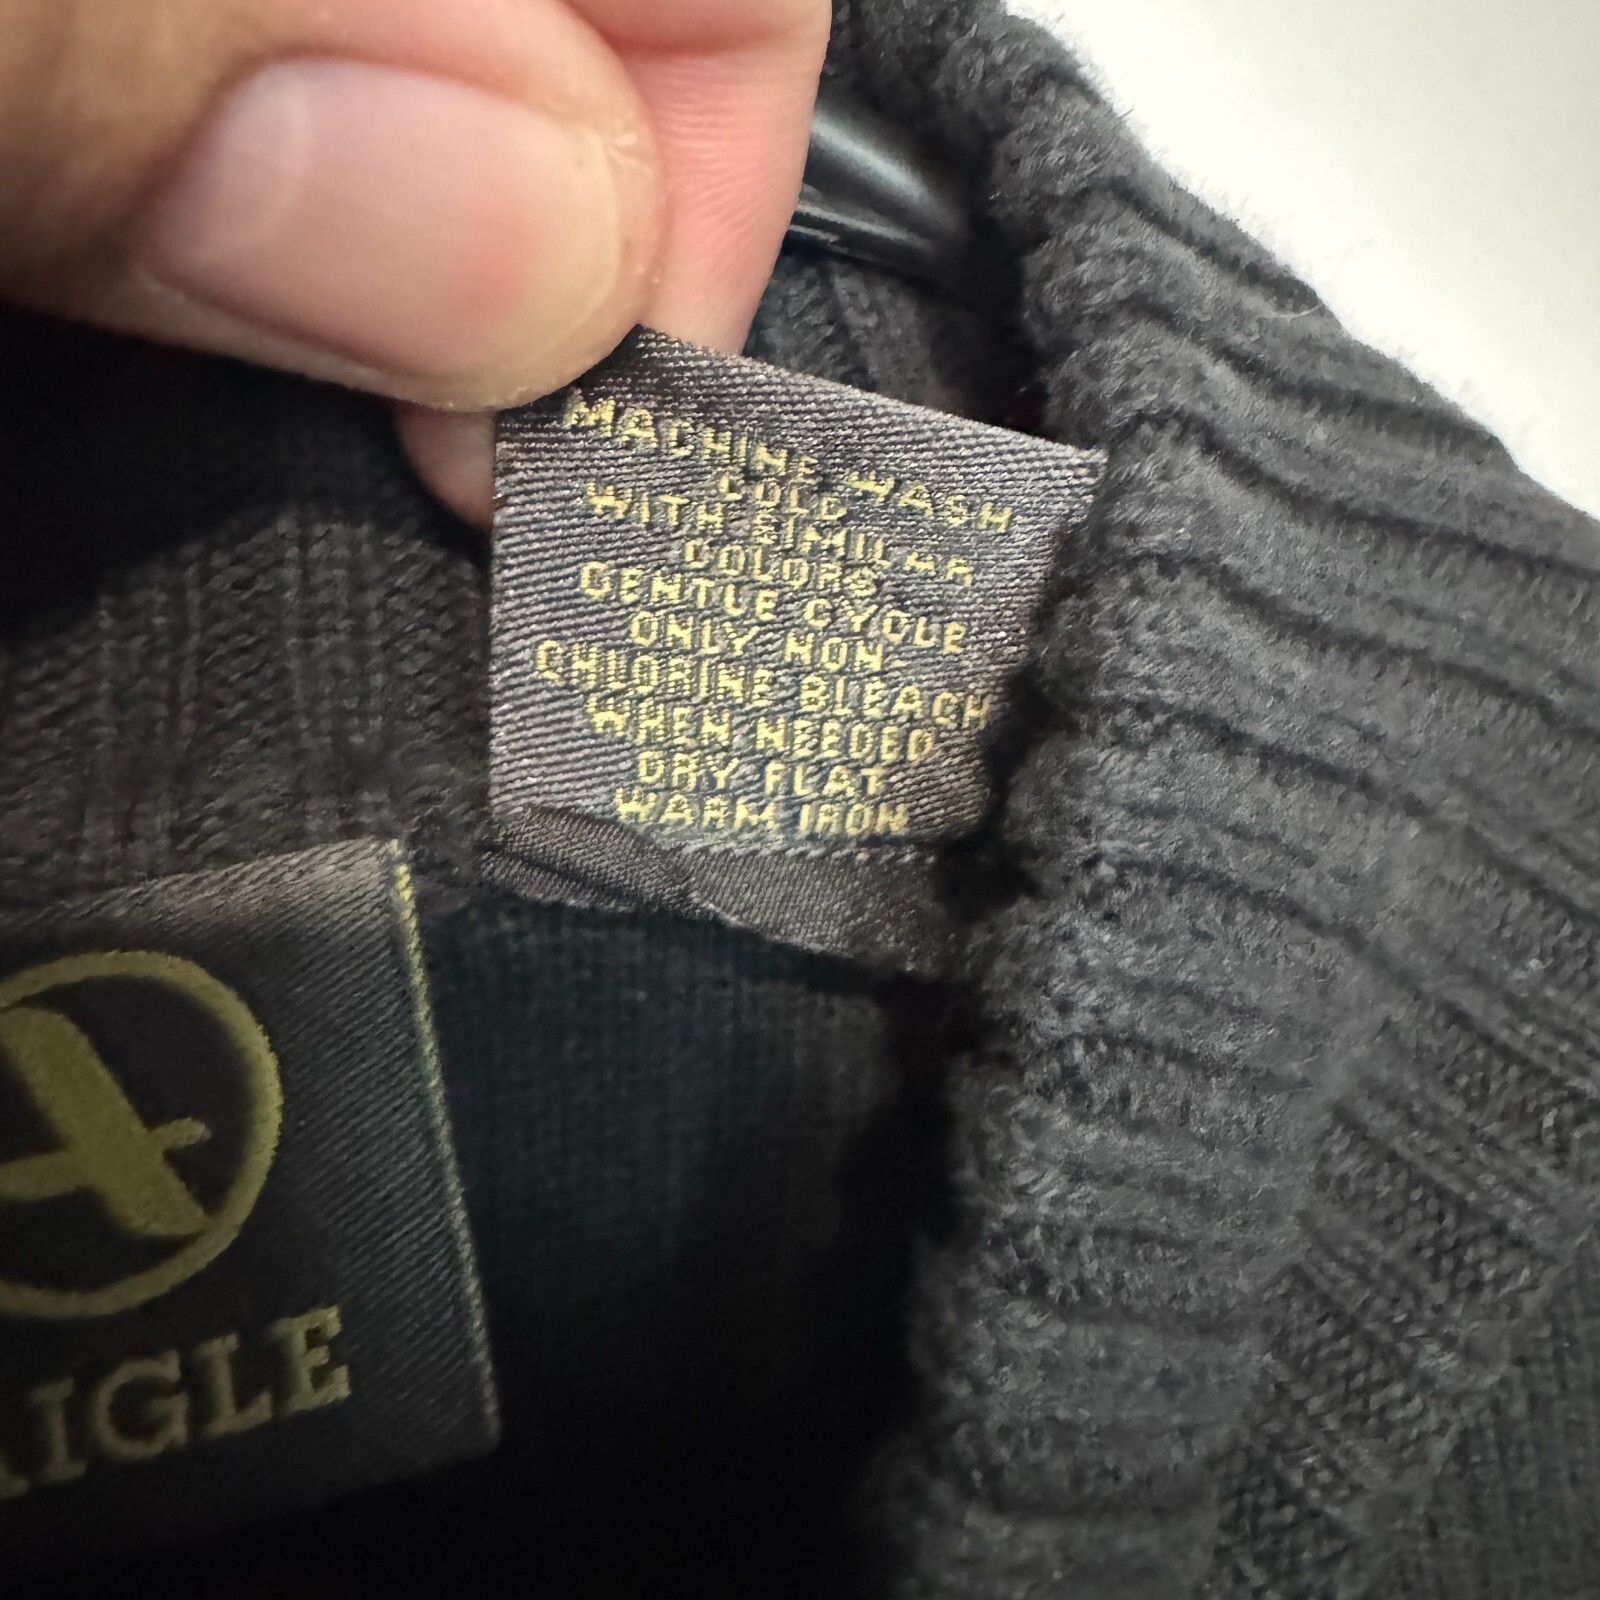 MACHINE WASH
COLD
WITH SIMILAR
COLORS
GENTLE CYCLE
ONLY NON-
CHLORINE BLEACH
WHEN NEEDED
DRY FLAT
WARM IRON
AIGLE